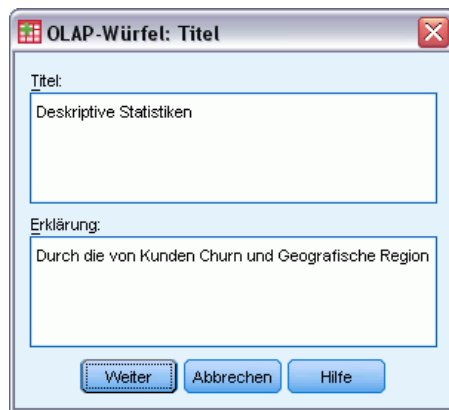 OLAP-Würfel: Titel
Titel:
Deskriptive Statistiken
Erklärung:
Durch die von Kunden Churn und Geografische Region
Weiter
Abbrechen
Hilfe